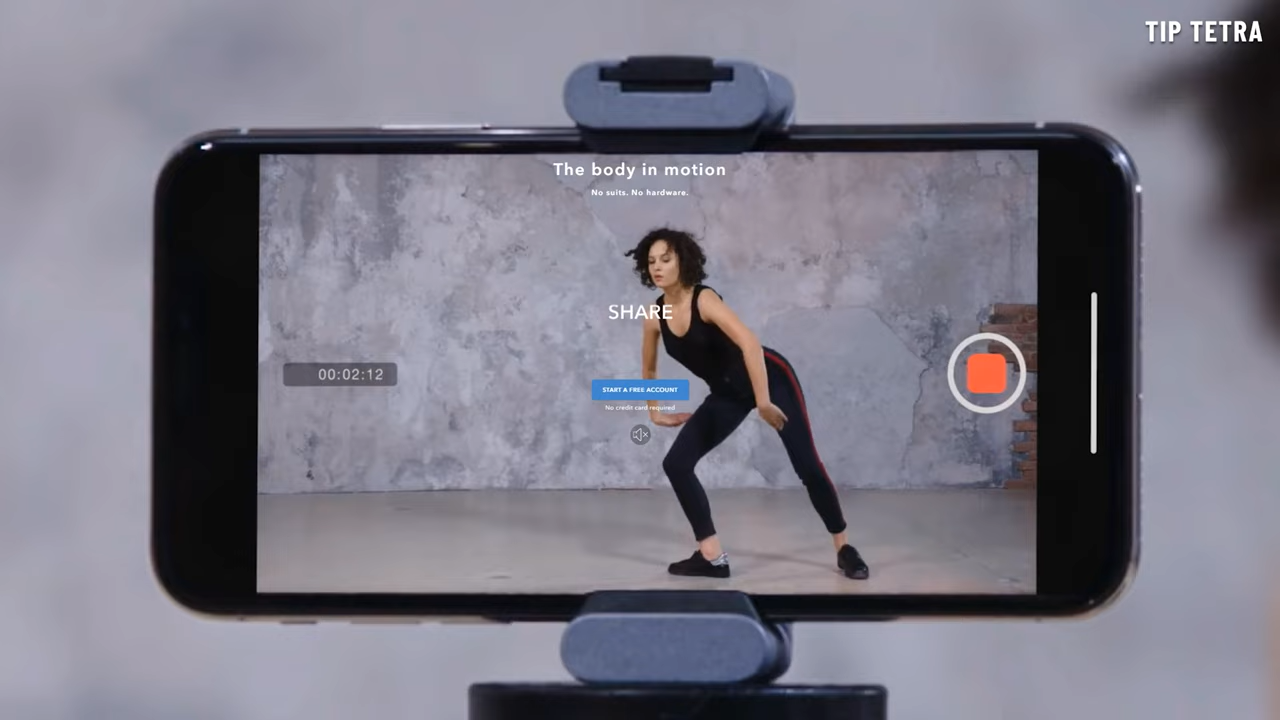 TIP TETRA
The body in motion
No suits. No hardware.
SHARE
00:02:12
START A FREE ACCOUNT
No credit card required